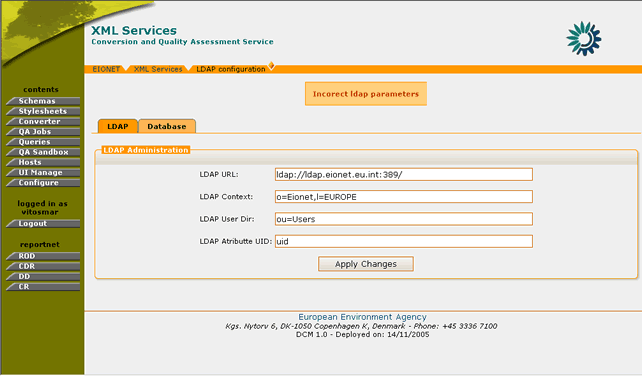 XML Services
Conversion and Quality Assessment Service
EIONET XML Services LDAP configuration
contents
Schemas
Stylesheets
Converter
QA Jobs
Queries
QA Sandbox
Hosts
UI Manage
Configure
logged in as
vitosmar
Logout
reportnet
ROD
CDR
DD
CR
Incorrect ldap parameters
LDAP Database
LDAP Administration
LDAP URL: ldap://ldap.eionet.eu.int:389/
LDAP Context: o=Eionet,l=EUROPE
LDAP User Dir: ou=Users
LDAP Atributte UID: uid
Apply Changes
European Environment Agency
Kgs. Nytorv 6, DK-1050 Copenhagen K, Denmark - Phone: +45 3336 7100
DCM 1.0 - Deployed on: 14/11/2005